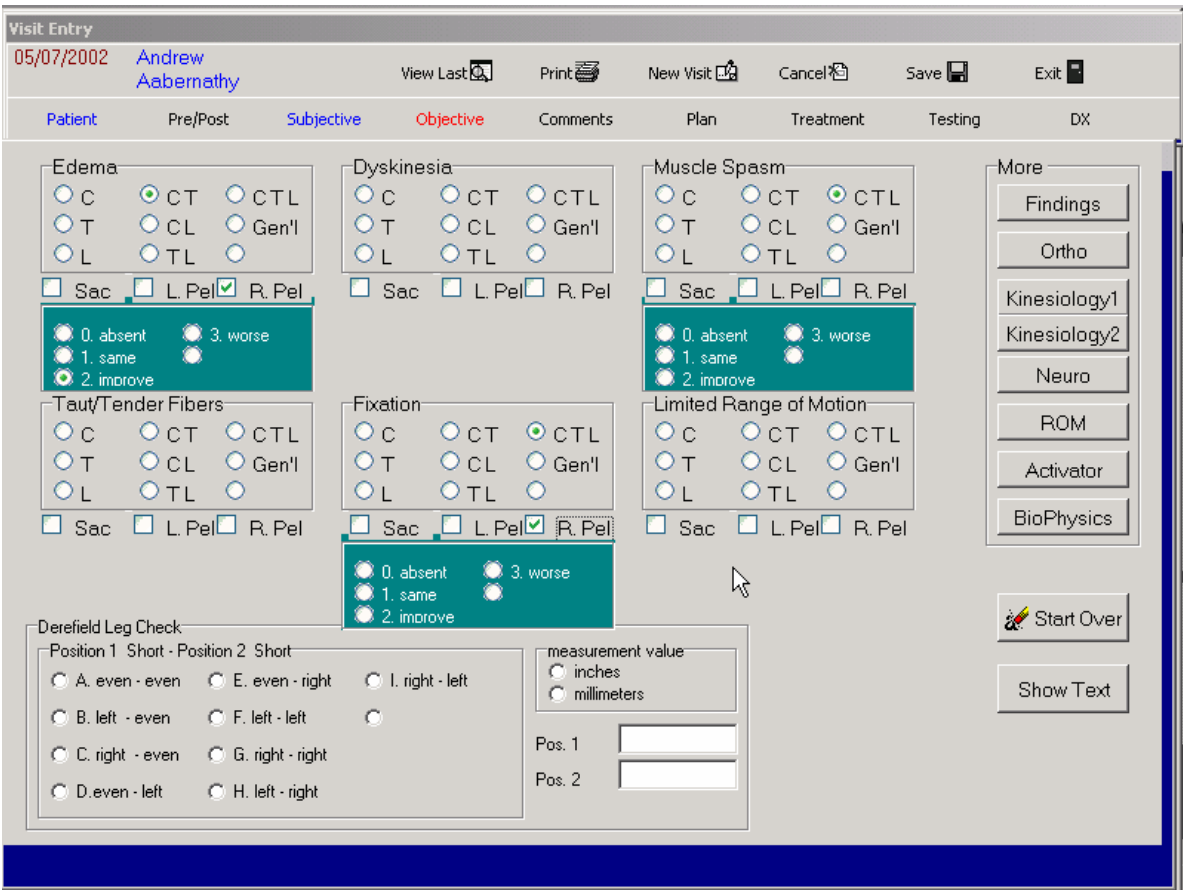 Visit Entry
05/07/2002 Andrew Aabernathy View Last Print New Visit Cancel Save Exit
Patient Pre/Post Subjective Objective Comments Plan Treatment Testing DX
Edema Dyskinesia Muscle Spasm More
C CT CTL C CT CTL C CT CTL Findings
T CL Gen'l T CL Gen'l T CL Gen'l
L TL L TL L TL Ortho
Sac L. Pel R. Pel Sac L. Pel R. Pel Sac L. Pel R. Pel Kinesiology1
0. absent 3. worse 0. absent 3. worse Kinesiology2
1. same 1. same
2. improve 2. improve Neuro
Taut/Tender Fibers Fixation Limited Range of Motion
C CT CTL C CT CTL C CT CTL ROM
T CL Gen'l T CL Gen'l T CL Gen'l Activator
L TL L TL L TL
Sac L. Pel R. Pel Sac L. Pel R. Pel Sac L. Pel R. Pel BioPhysics
0. absent 3. worse
1. same
2. improve Start Over
Derefield Leg Check
Position 1 Short - Position 2 Short measurement value
A. even - even E. even - right I. right - left inches
millimeters Show Text
B. left - even F. left - left
C. right - even G. right - right Pos. 1
D.even - left H. left - right Pos. 2